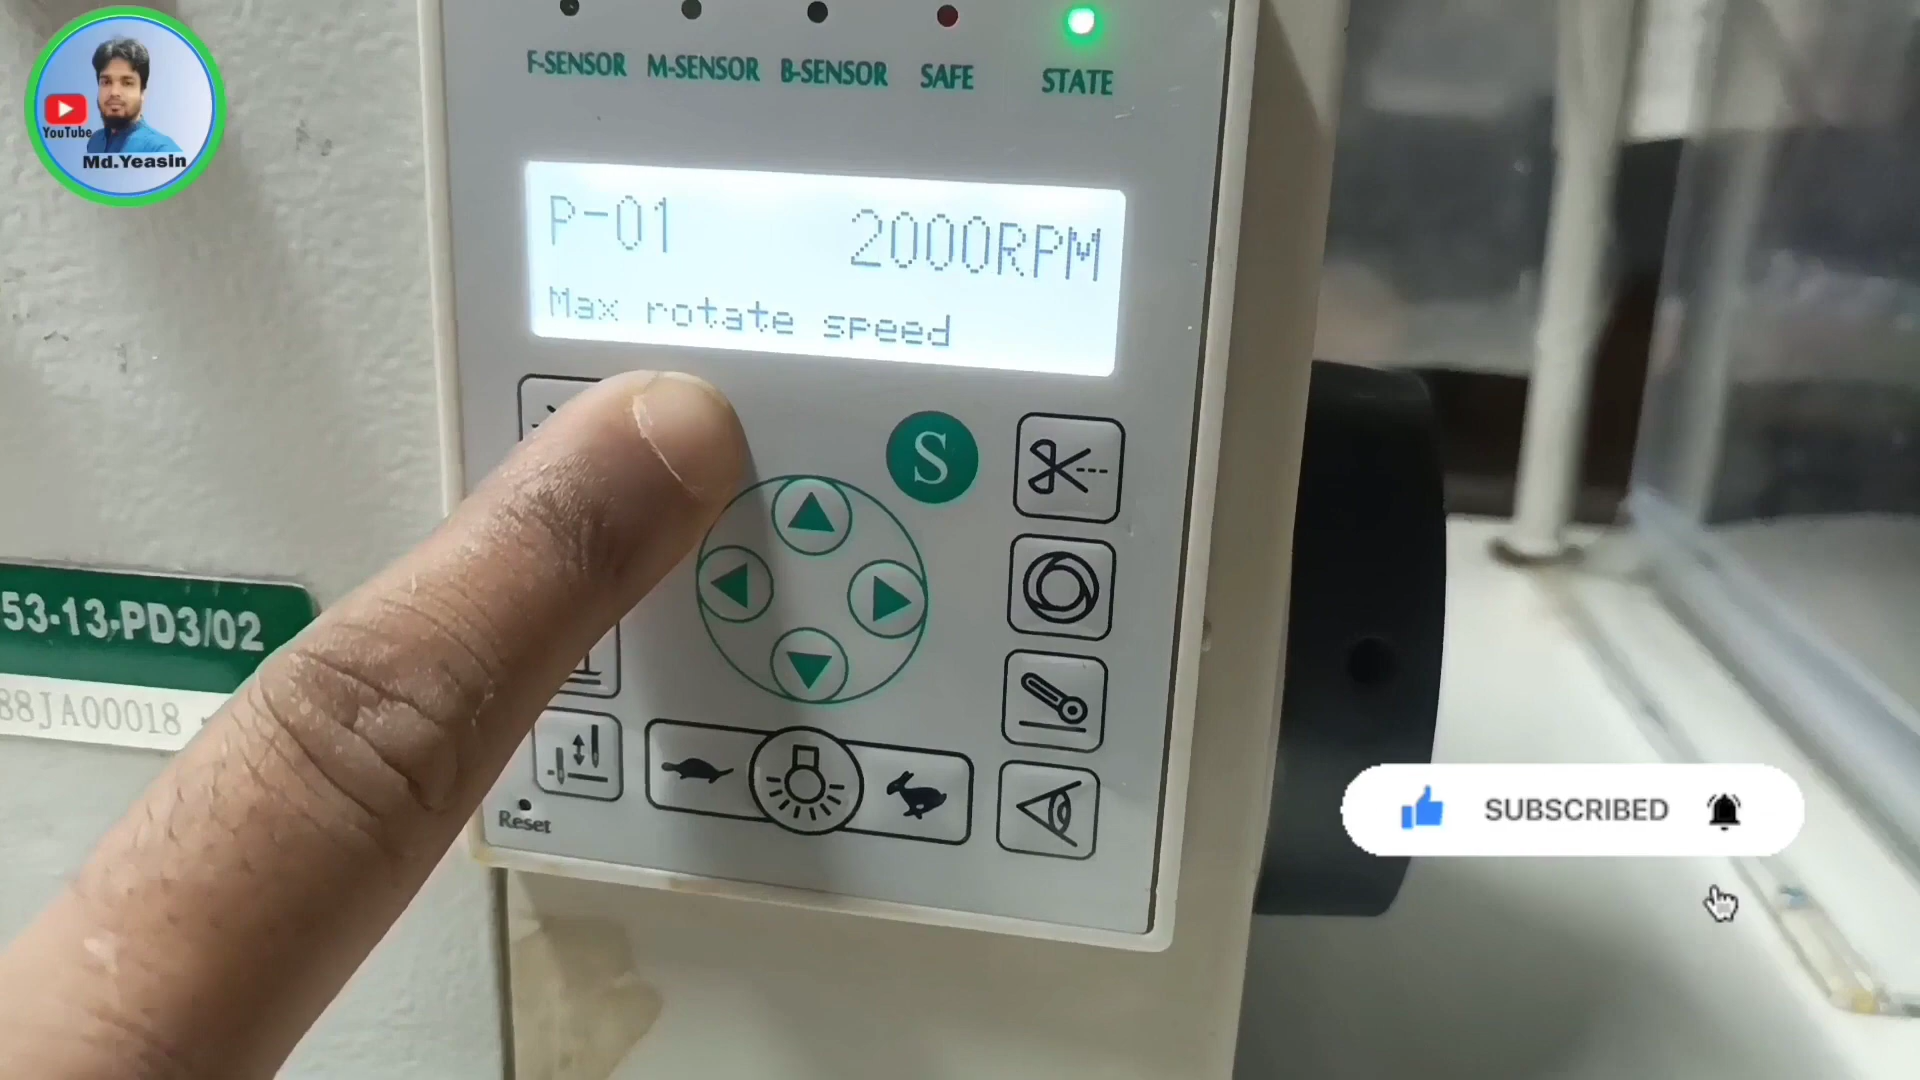 YouTube
Md.Yeasin
F-SENSOR M-SENSOR B-SENSOR SAFE STATE
P-01 2000RPM
Max rotate speed
S
53-13-PD3/02
88JA00018
Reset
SUBSCRIBED